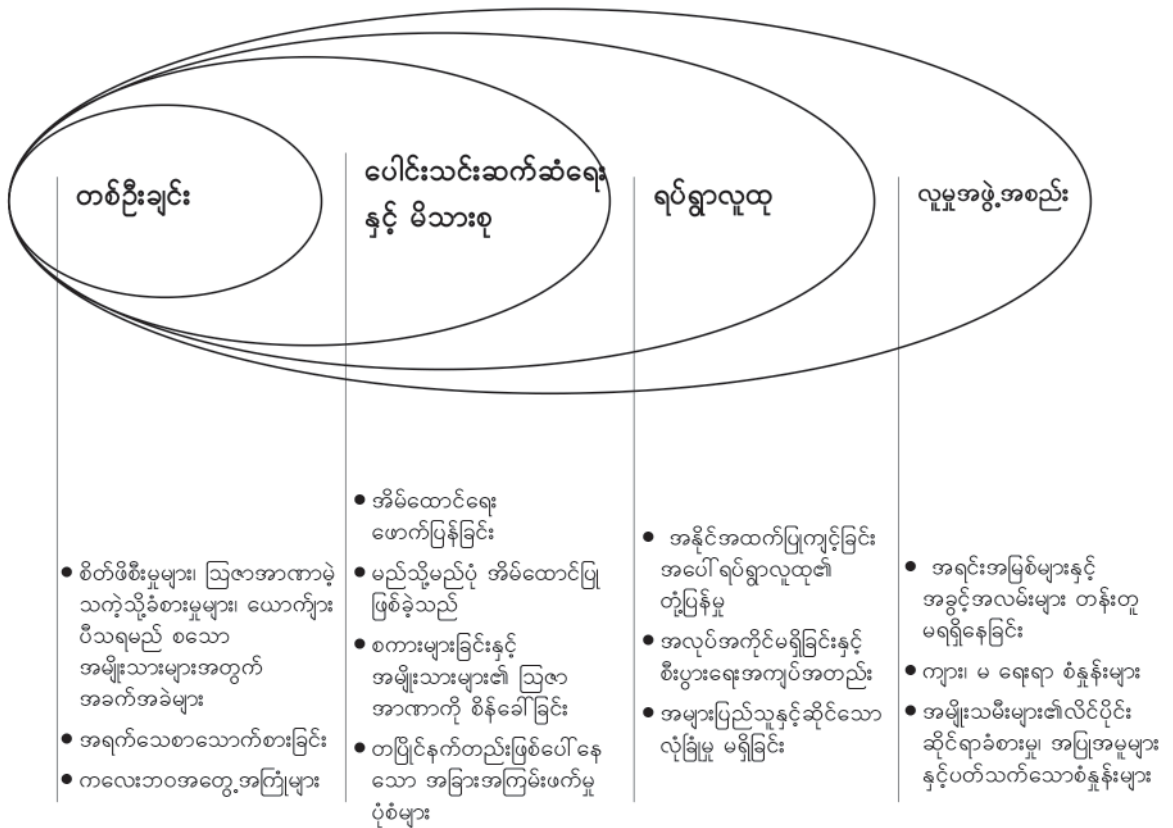 တစ်ဦးချင်း
ပေါင်းသင်းဆက်ဆံရေး
နှင့် မိသားစု
ရပ်ရွာလူထု
လူမှုအဖွဲ့အစည်း
● စိတ်ဖိစီးမှုများ၊ ဩဇာအာဏာမဲ့
သကဲ့သို့ခံစားမှုများ၊ ယောက်ျား
ပီသရမည် စသော
အမျိုးသားများအတွက်
အခက်အခဲများ
● အရက်သေစာသောက်စားခြင်း
● ကလေးဘဝအတွေ့အကြုံများ
● အိမ်ထောင်ရေး
ဖောက်ပြန်ခြင်း
● မည်သို့မည်ပုံ အိမ်ထောင်ပြု
ဖြစ်ခဲ့သည်
● စကားများခြင်းနှင့်
အမျိုးသားများ၏ ဩဇာ
အာဏာကို စိန်ခေါ်ခြင်း
● တပြိုင်နက်တည်းဖြစ်ပေါ်နေ
သော အခြားအကြမ်းဖက်မှု
ပုံစံများ
● အနိုင်အထက်ပြုကျင့်ခြင်း
အပေါ် ရပ်ရွာလူထု၏
တုံ့ပြန်မှု
● အလုပ်အကိုင်မရှိခြင်းနှင့်
စီးပွားရေးအကျပ်အတည်း
● အများပြည်သူနှင့်ဆိုင်သော
လုံခြုံမှု မရှိခြင်း
● အရင်းအမြစ်များနှင့်
အခွင့်အလမ်းများ တန်းတူ
မရရှိနေခြင်း
● ကျား၊ မ ရေးရာ စံနှုန်းများ
● အမျိုးသမီးများ၏လိင်ပိုင်း
ဆိုင်ရာခံစားမှု၊ အပြုအမူများ
နှင့်ပတ်သက်သောစံနှုန်းများ